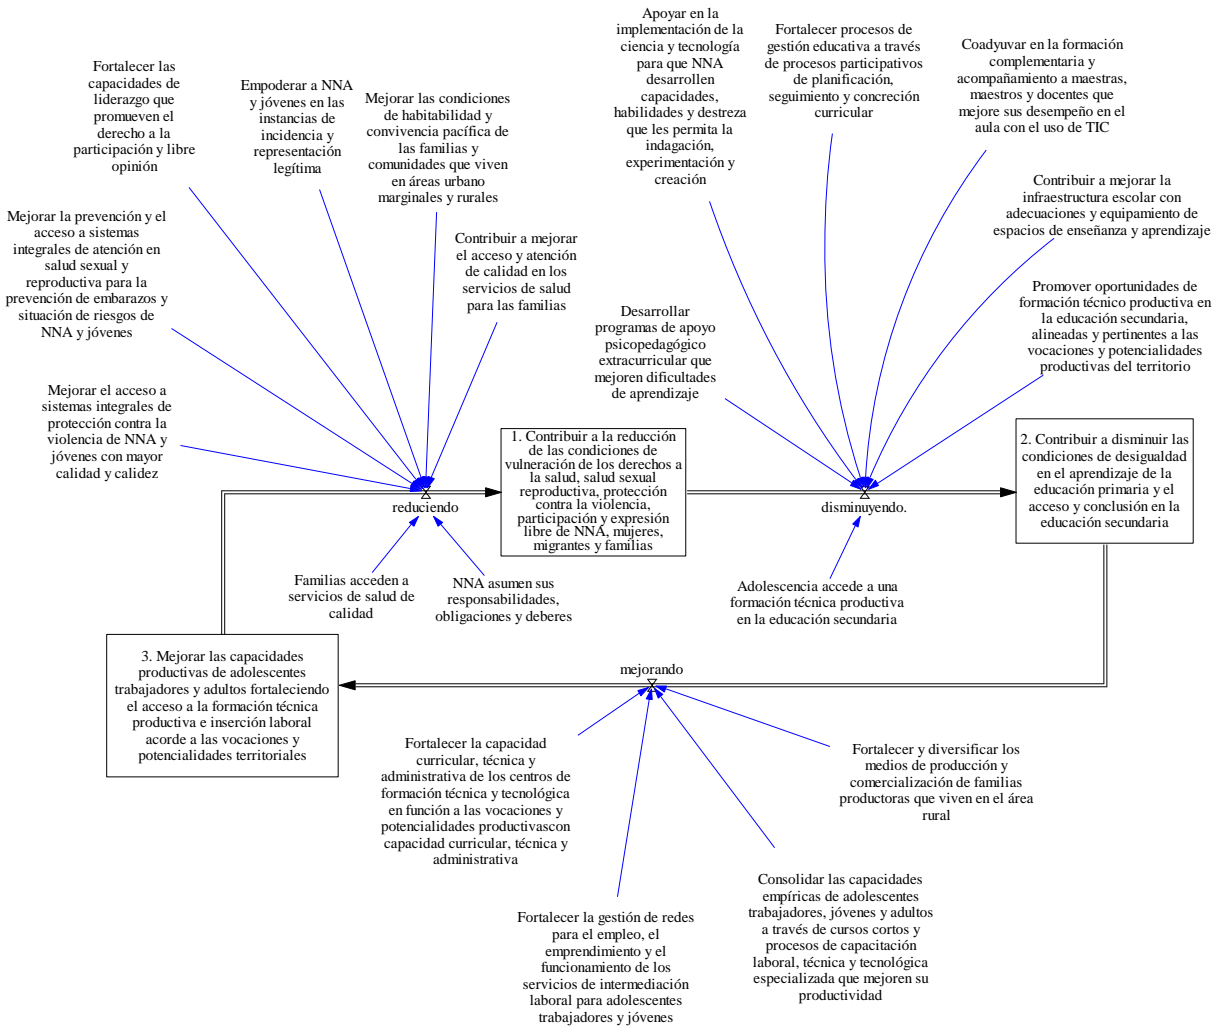 Fortalecer las
capacidades de
liderazgo que
promueven el
derecho a la
participación y libre
opinión
Empoderar a NNA
y jóvenes en las
instancias de
incidencia y
representación
legítima
Mejorar las condiciones
de habitabilidad y
convivencia pacífica de
las familias y
comunidades que viven
en áreas urbano
marginales y rurales
Apoyar en la
implementación de la
ciencia y tecnología
para que NNA
desarrollen
capacidades,
habilidades y destreza
que les permita la
indagación,
experimentación y
creación
Fortalecer procesos de
gestión educativa a través
de procesos participativos
de planificación,
seguimiento y concreción
curricular
Coadyuvar en la formación
complementaria y
acompañamiento a maestras,
maestros y docentes que
mejore sus desempeño en el
aula con el uso de TIC
Contribuir a mejorar la
infraestructura escolar con
adecuaciones y equipamiento de
espacios de enseñanza y aprendizaje
Mejorar la prevención y el
acceso a sistemas
integrales de atención en
salud sexual y
reproductiva para la
prevención de embarazos y
situación de riesgos de
NNA y jóvenes
Contribuir a mejorar
el acceso y atención
de calidad en los
servicios de salud
para las familias
Desarrollar
programas de apoyo
psicopedagógico
extracurricular que
mejoren dificultades
de aprendizaje
Promover oportunidades de
formación técnico productiva en
la educación secundaria,
alineadas y pertinentes a las
vocaciones y potencialidades
productivas del territorio
Mejorar el acceso a
sistemas integrales de
protección contra la
violencia de NNA y
jóvenes con mayor
calidad y calidez
reduciendo
1. Contribuir a la reducción
de las condiciones de
vulneración de los derechos a
la salud, salud sexual
reproductiva, protección
contra la violencia,
participación y expresión
libre de NNA, mujeres,
migrantes y familias
disminuyendo.
2. Contribuir a disminuir las
condiciones de desigualdad
en el aprendizaje de la
educación primaria y el
acceso y conclusión en la
educación secundaria
Familias acceden a
servicios de salud de
calidad
NNA asumen sus
responsabilidades,
obligaciones y deberes
Adolescencia accede a una
formación técnica productiva
en la educación secundaria
3. Mejorar las capacidades
productivas de adolescentes
trabajadores y adultos fortaleciendo
el acceso a la formación técnica
productiva e inserción laboral
acorde a las vocaciones y
potencialidades territoriales
mejorando
Fortalecer la capacidad
curricular, técnica y
administrativa de los centros de
formación técnica y tecnológica
en función a las vocaciones y
potencialidades productivascon
capacidad curricular, técnica y
administrativa
Fortalecer y diversificar los
medios de producción y
comercialización de familias
productoras que viven en el área
rural
Fortalecer la gestión de redes
para el empleo, el
emprendimiento y el
funcionamiento de los
servicios de intermediación
laboral para adolescentes
trabajadores y jóvenes
Consolidar las capacidades
empíricas de adolescentes
trabajadores, jóvenes y adultos
a través de cursos cortos y
procesos de capacitación
laboral, técnica y tecnológica
especializada que mejoren su
productividad